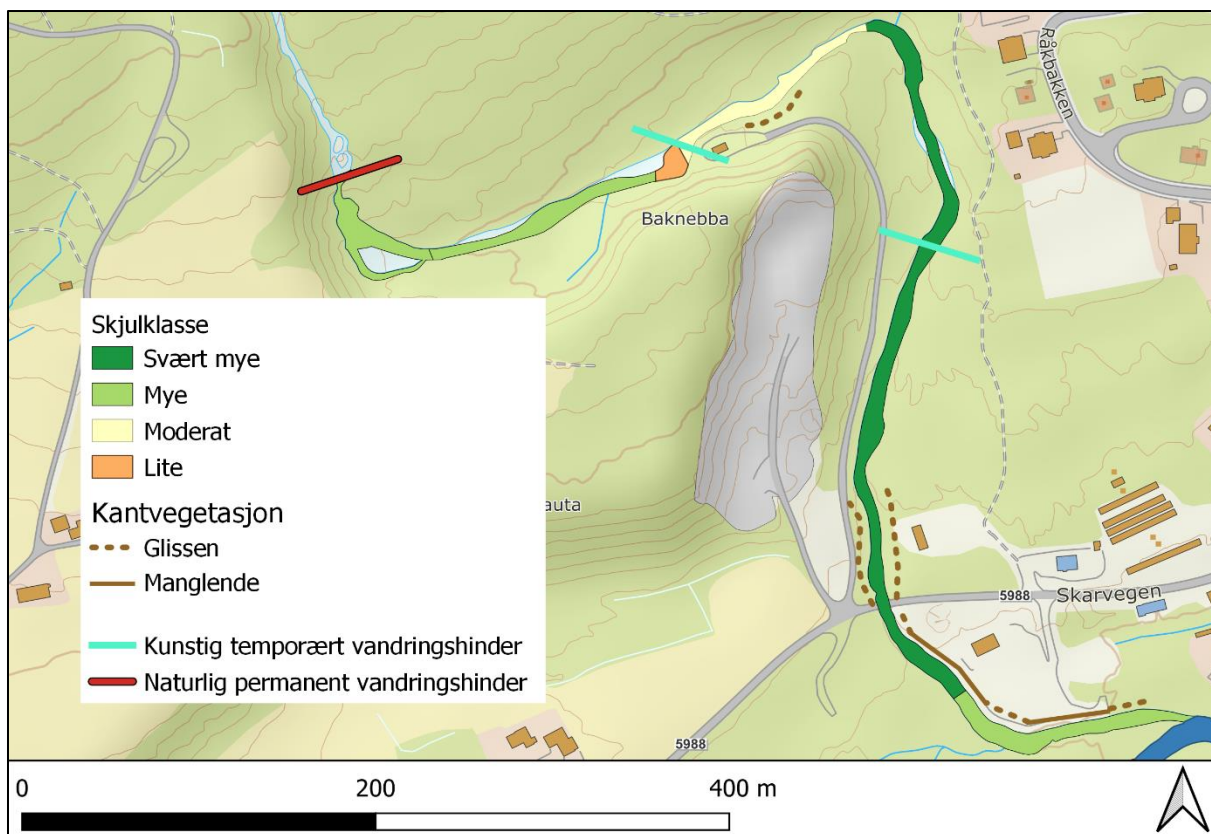 Råkbakken
Baknebba
Skjulklasse
Svært mye
Mye
Moderat
Lite
Kantvegetasjon
Glissen
Manglende
Kunstig temporært vandringshinder
Naturlig permanent vandringshinder
auta
5988
Skarvegen
5988
0 200 400 m